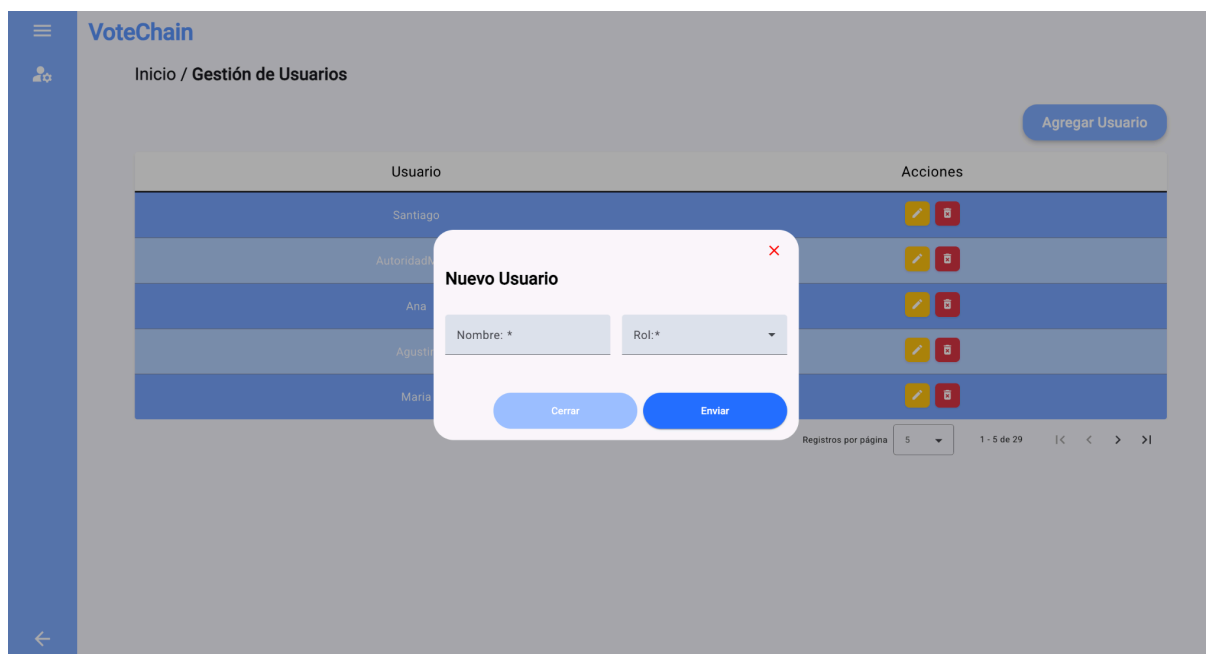 VoteChain
Inicio / Gestión de Usuarios
Agregar Usuario
Usuario Acciones
Santiago
Ana
Maria
Nuevo Usuario
Nombre: * Rol:*
Cerrar Enviar
Registros por página 5 1 - 5 de 29